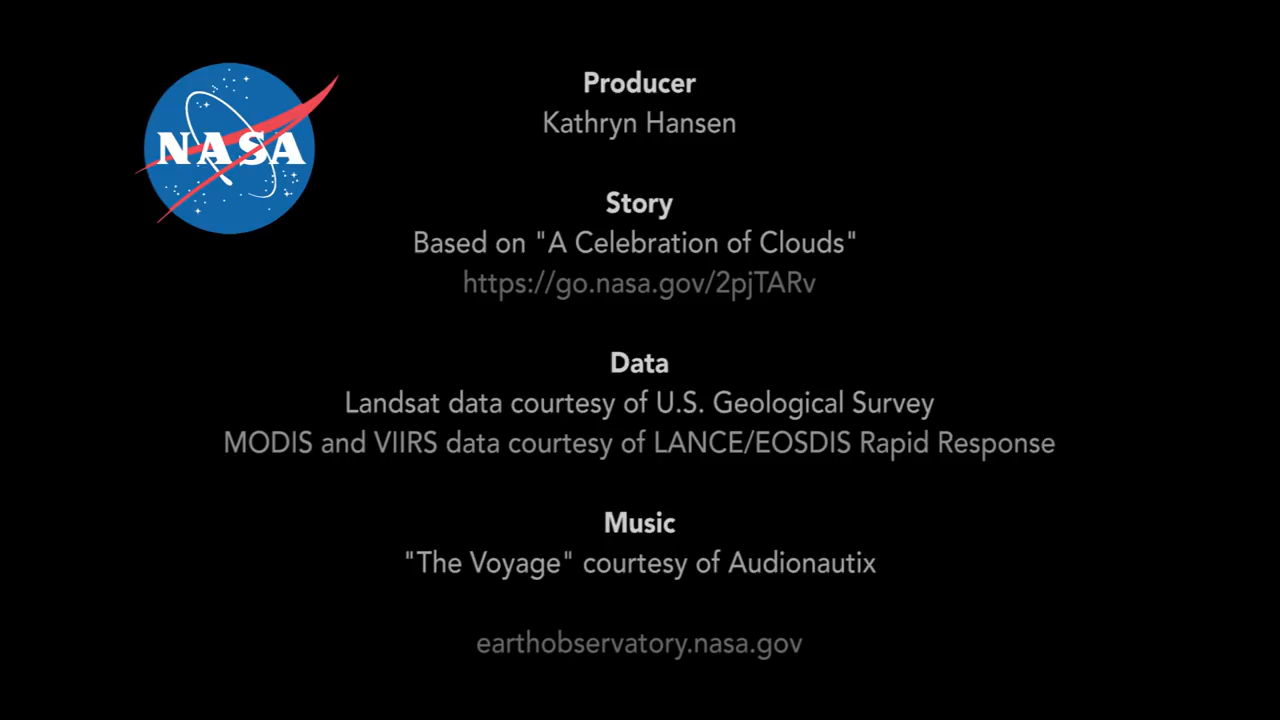 NASA
Producer
Kathryn Hansen
Story
Based on "A Celebration of Clouds"
https://go.nasa.gov/2pjTARv
Data
Landsat data courtesy of U.S. Geological Survey
MODIS and VIIRS data courtesy of LANCE/EOSDIS Rapid Response
Music
"The Voyage" courtesy of Audionautix
earthobservatory.nasa.gov